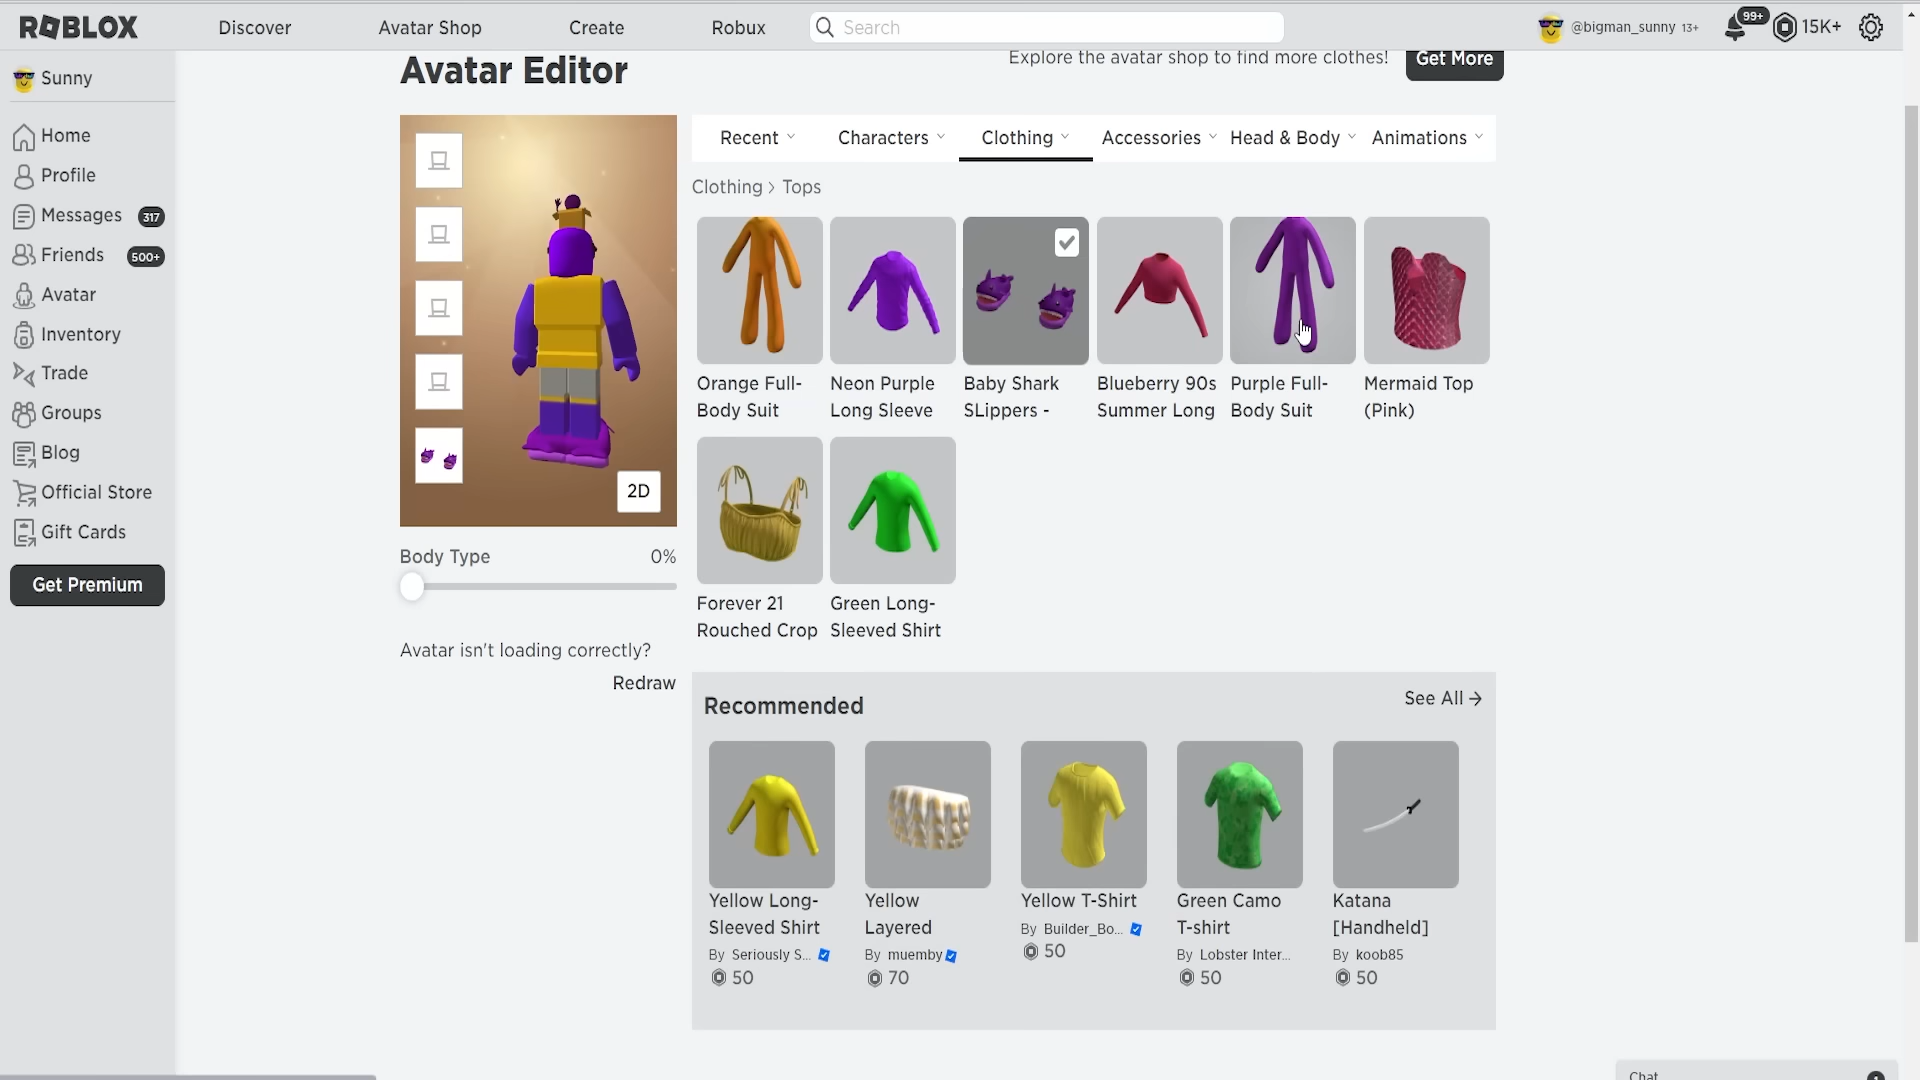 ROBLOX
Discover
Avatar Shop
Create
Robux
Search
@bigman_sunny 13+
99+
15K+
Sunny
Home
Profile
Messages 317
Friends 500+
Avatar
Inventory
Trade
Groups
Blog
Official Store
Gift Cards
Get Premium
Avatar Editor
Explore the avatar shop to find more clothes!
Get More
2D
Body Type 0%
Avatar isn't loading correctly?
Redraw
Recent
Characters
Clothing
Accessories
Head & Body
Animations
Clothing > Tops
Orange Full-
Body Suit
Neon Purple
Long Sleeve
Baby Shark
SLippers -
Blueberry 90s
Summer Long
Purple Full-
Body Suit
Mermaid Top
(Pink)
Forever 21
Rouched Crop
Green Long-
Sleeved Shirt
Recommended
See All
Yellow Long-
Sleeved Shirt
By Seriously S...
50
Yellow
Layered
By muemby
70
Yellow T-Shirt
By Builder_Bo...
50
Green Camo
T-shirt
By Lobster Inter...
50
Katana
[Handheld]
By koob85
50
Chat